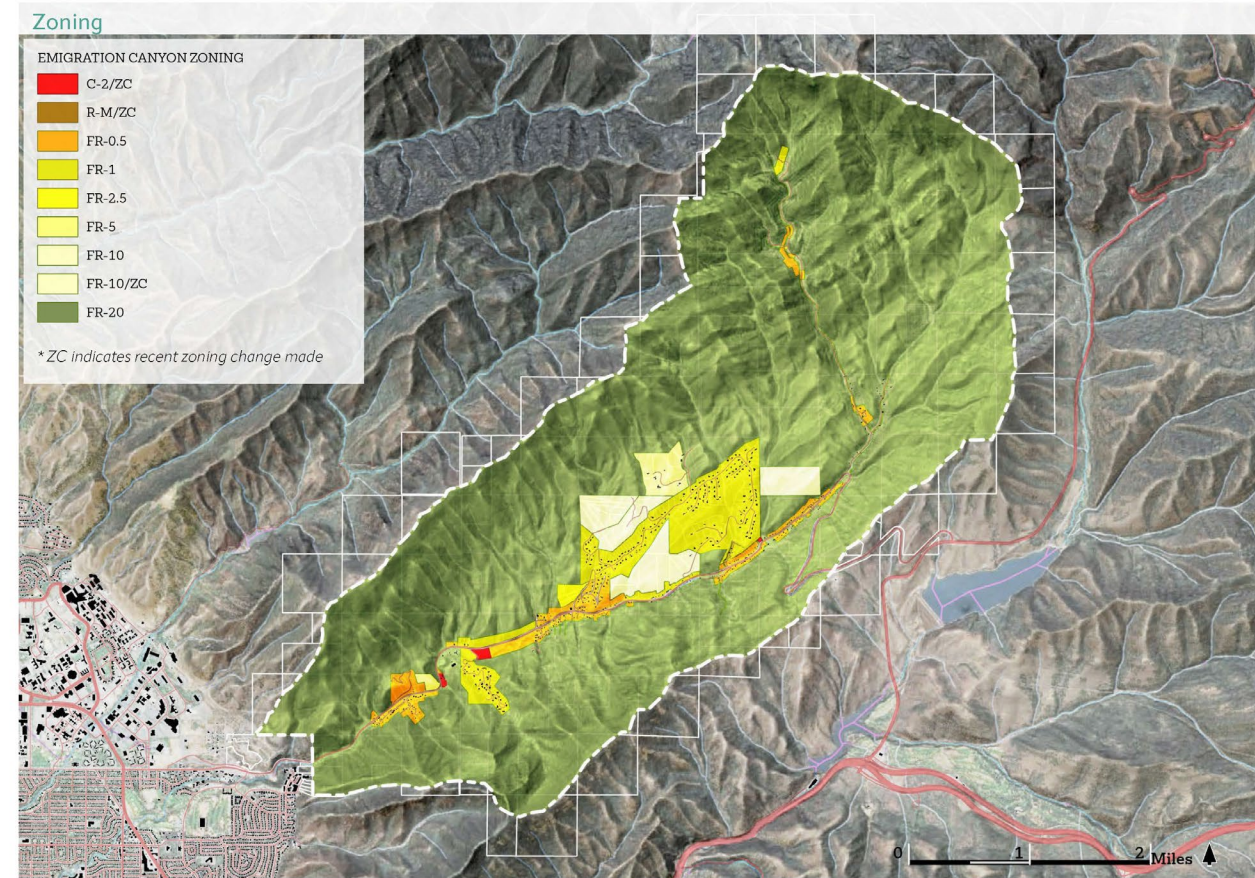 Zoning
EMIGRATION CANYON ZONING
C-2/ZC
R-M/ZC
FR-0.5
FR-1
FR-2.5
FR-5
FR-10
FR-10/ZC
FR-20
* ZC indicates recent zoning change made
0 1 2 Miles